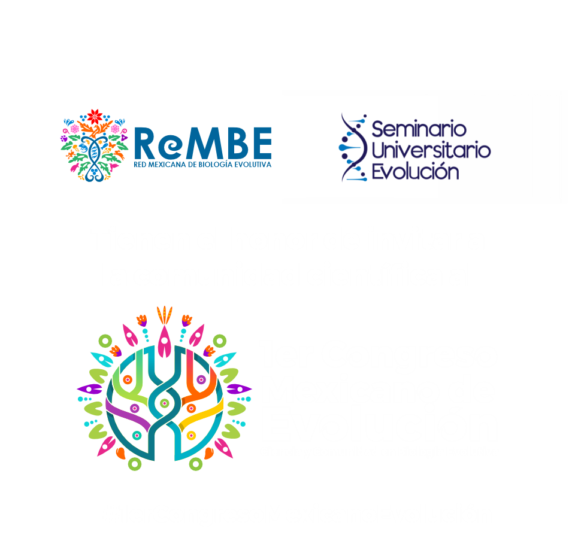 ReMBE
RED MEXICANA DE BIOLOGÍA EVOLUTIVA
Seminario
Universitario
Evolución